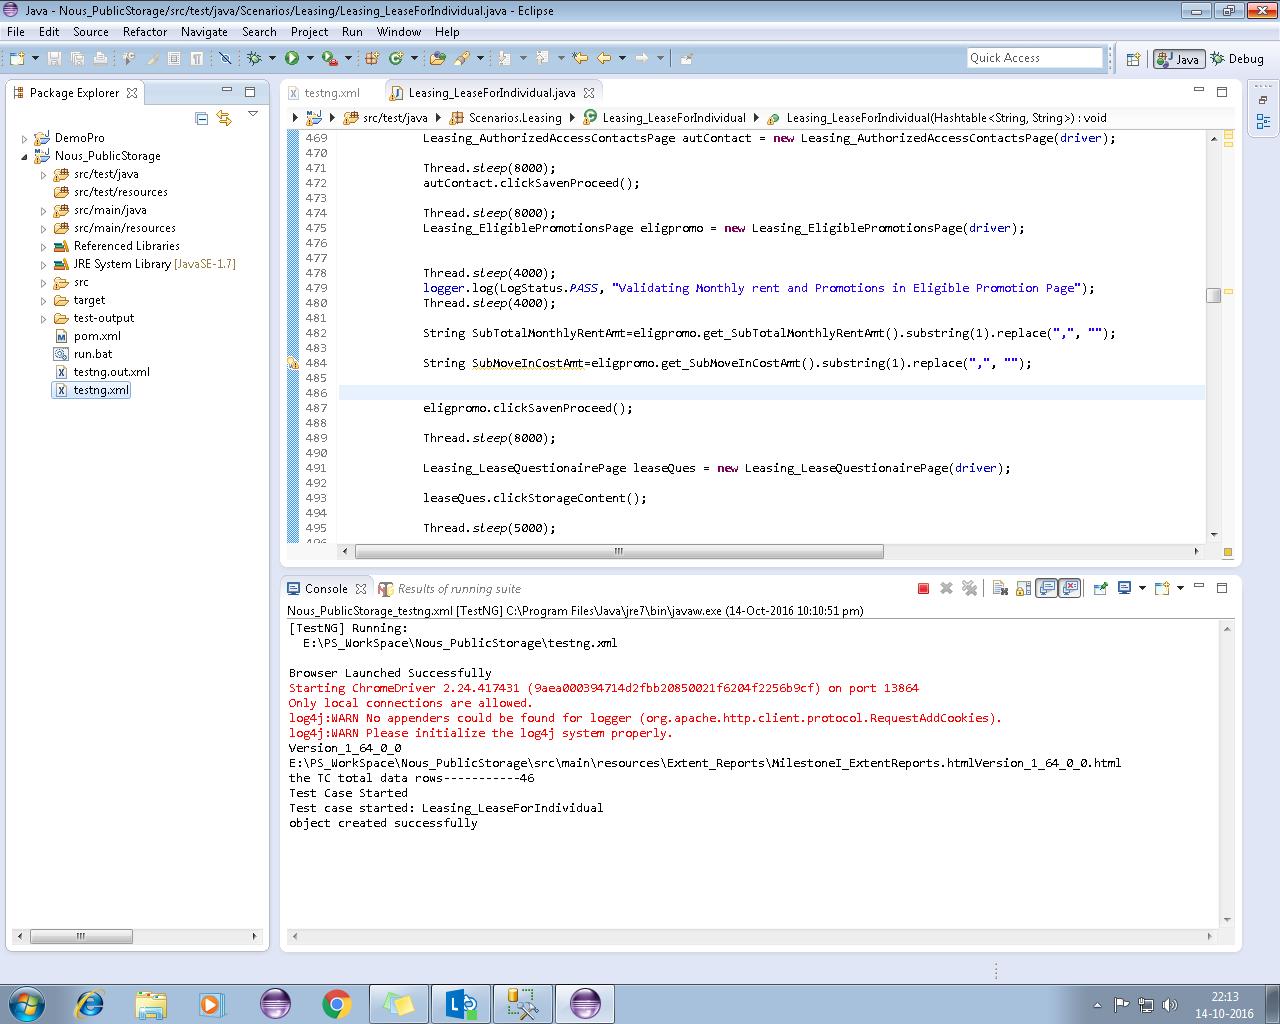 Java - Nous_PublicStorage/src/test/java/Scenarios/Leasing/Leasing_LeaseForIndividual.java - Eclipse
File Edit Source Refactor Navigate Search Project Run Window Help
Quick Access
Java
Debug
Package Explorer
DemoPro
Nous_PublicStorage
src/test/java
src/test/resources
src/main/java
src/main/resources
Referenced Libraries
JRE System Library [JavaSE-1.7]
src
target
test-output
pom.xml
run.bat
testng.out.xml
testng.xml
testng.xml Leasing_LeaseForIndividual.java
src/test/java Scenarios.Leasing Leasing_LeaseForIndividual Leasing_LeaseForIndividual(Hashtable<String, String>) : void
469 Leasing_AuthorizedAccessContactsPage autContact = new Leasing_AuthorizedAccessContactsPage(driver);
470
471 Thread.sleep(8000);
472 autContact.clickSavenProceed();
473
474 Thread.sleep(8000);
475 Leasing_EligiblePromotionsPage eligpromo = new Leasing_EligiblePromotionsPage(driver);
476
477
478 Thread.sleep(4000);
479 logger.log(LogStatus.PASS, "Validating Monthly rent and Promotions in Eligible Promotion Page");
480 Thread.sleep(4000);
481
482 String SubTotalMonthlyRentAmt=eligpromo.get_SubTotalMonthlyRentAmt().substring(1).replace(",", "");
483
484 String SubMoveInCostAmt=eligpromo.get_SubMoveInCostAmt().substring(1).replace(",", "");
485
486
487 eligpromo.clickSavenProceed();
488
489 Thread.sleep(8000);
490
491 Leasing_LeaseQuestionairePage leaseQues = new Leasing_LeaseQuestionairePage(driver);
492
493 leaseQues.clickStorageContent();
494
495 Thread.sleep(5000);
496
Console Results of running suite
Nous_PublicStorage_testng.xml [TestNG] C:\Program Files\Java\jre7\bin\javaw.exe (14-Oct-2016 10:10:51 pm)
[TestNG] Running:
E:\PS_WorkSpace\Nous_PublicStorage\testng.xml
Browser Launched Successfully
Starting ChromeDriver 2.24.417431 (9aea000394714d2fbb20850021f6204f2256b9cf) on port 13864
Only local connections are allowed.
log4j:WARN No appenders could be found for logger (org.apache.http.client.protocol.RequestAddCookies).
log4j:WARN Please initialize the log4j system properly.
Version_1_64_0_0
E:\PS_WorkSpace\Nous_PublicStorage\src\main\resources\Extent_Reports\MilestoneI_ExtentReports.htmlVersion_1_64_0_0.html
the TC total data rows-----------46
Test Case Started
Test case started: Leasing_LeaseForIndividual
object created successfully
22:13
14-10-2016